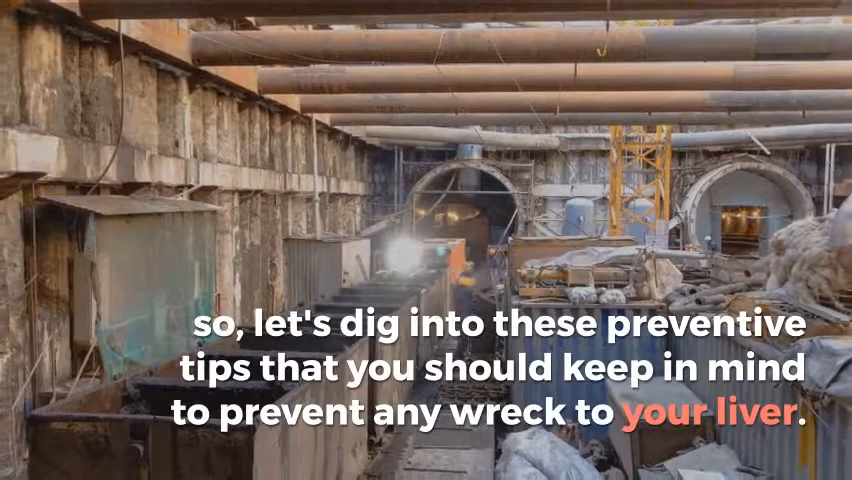 so, let's dig into these preventive
tips that you should keep in mind
to prevent any wreck to your liver.